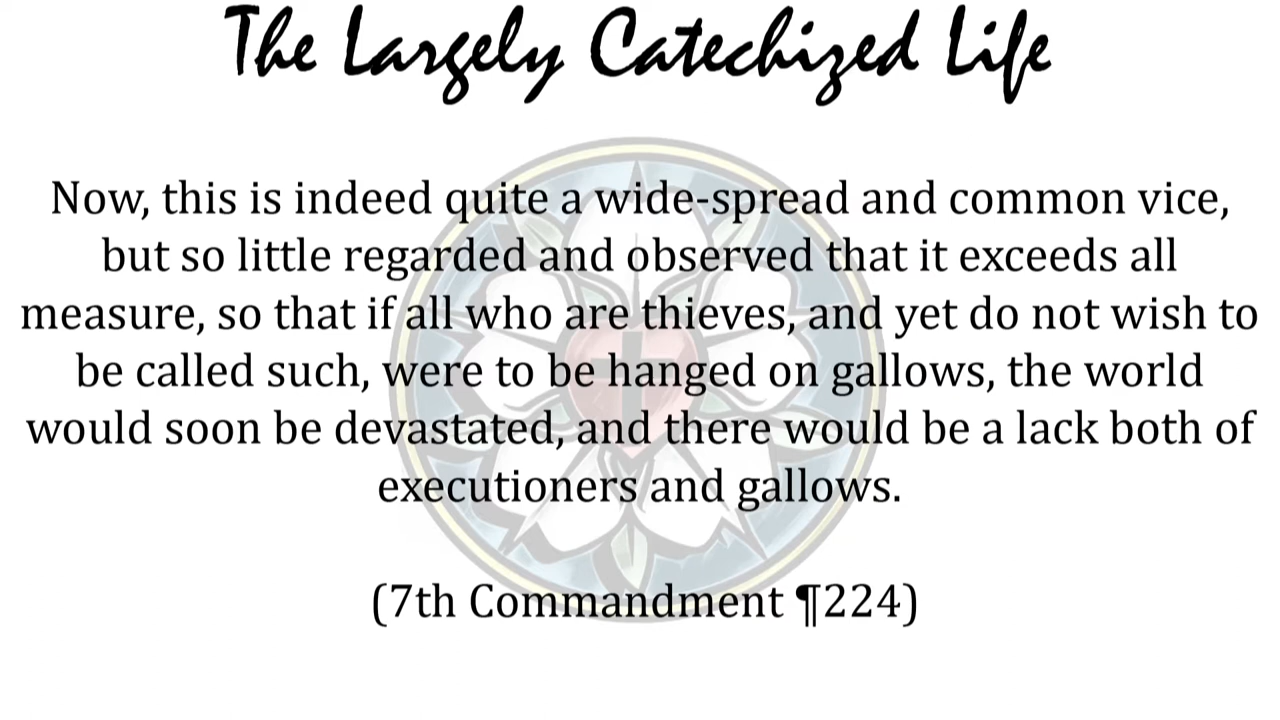 The Largely Catechized Life
Now, this is indeed quite a wide-spread and common vice,
but so little regarded and observed that it exceeds all
measure, so that if all who are thieves, and yet do not wish to
be called such, were to be hanged on gallows, the world
would soon be devastated, and there would be a lack both of
executioners and gallows.
(7th Commandment ¶224)